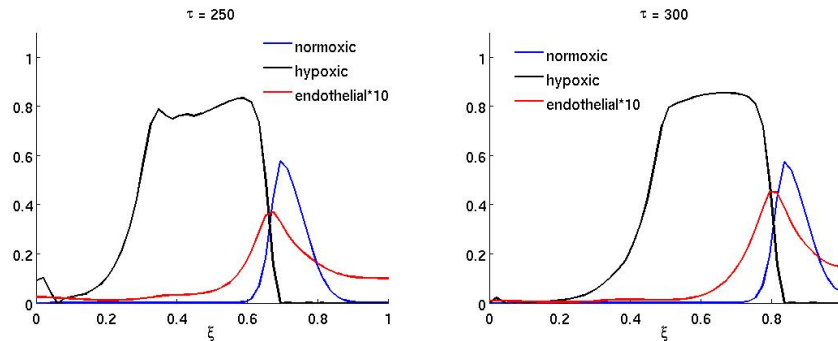 τ = 250
normoxic
hypoxic
endothelial*10
1
0.8
0.6
0.4
0.2
0
0 0.2 0.4 0.6 0.8 1
ξ
τ = 300
normoxic
hypoxic
endothelial*10
1
0.8
0.6
0.4
0.2
0
0 0.2 0.4 0.6 0.8
ξ